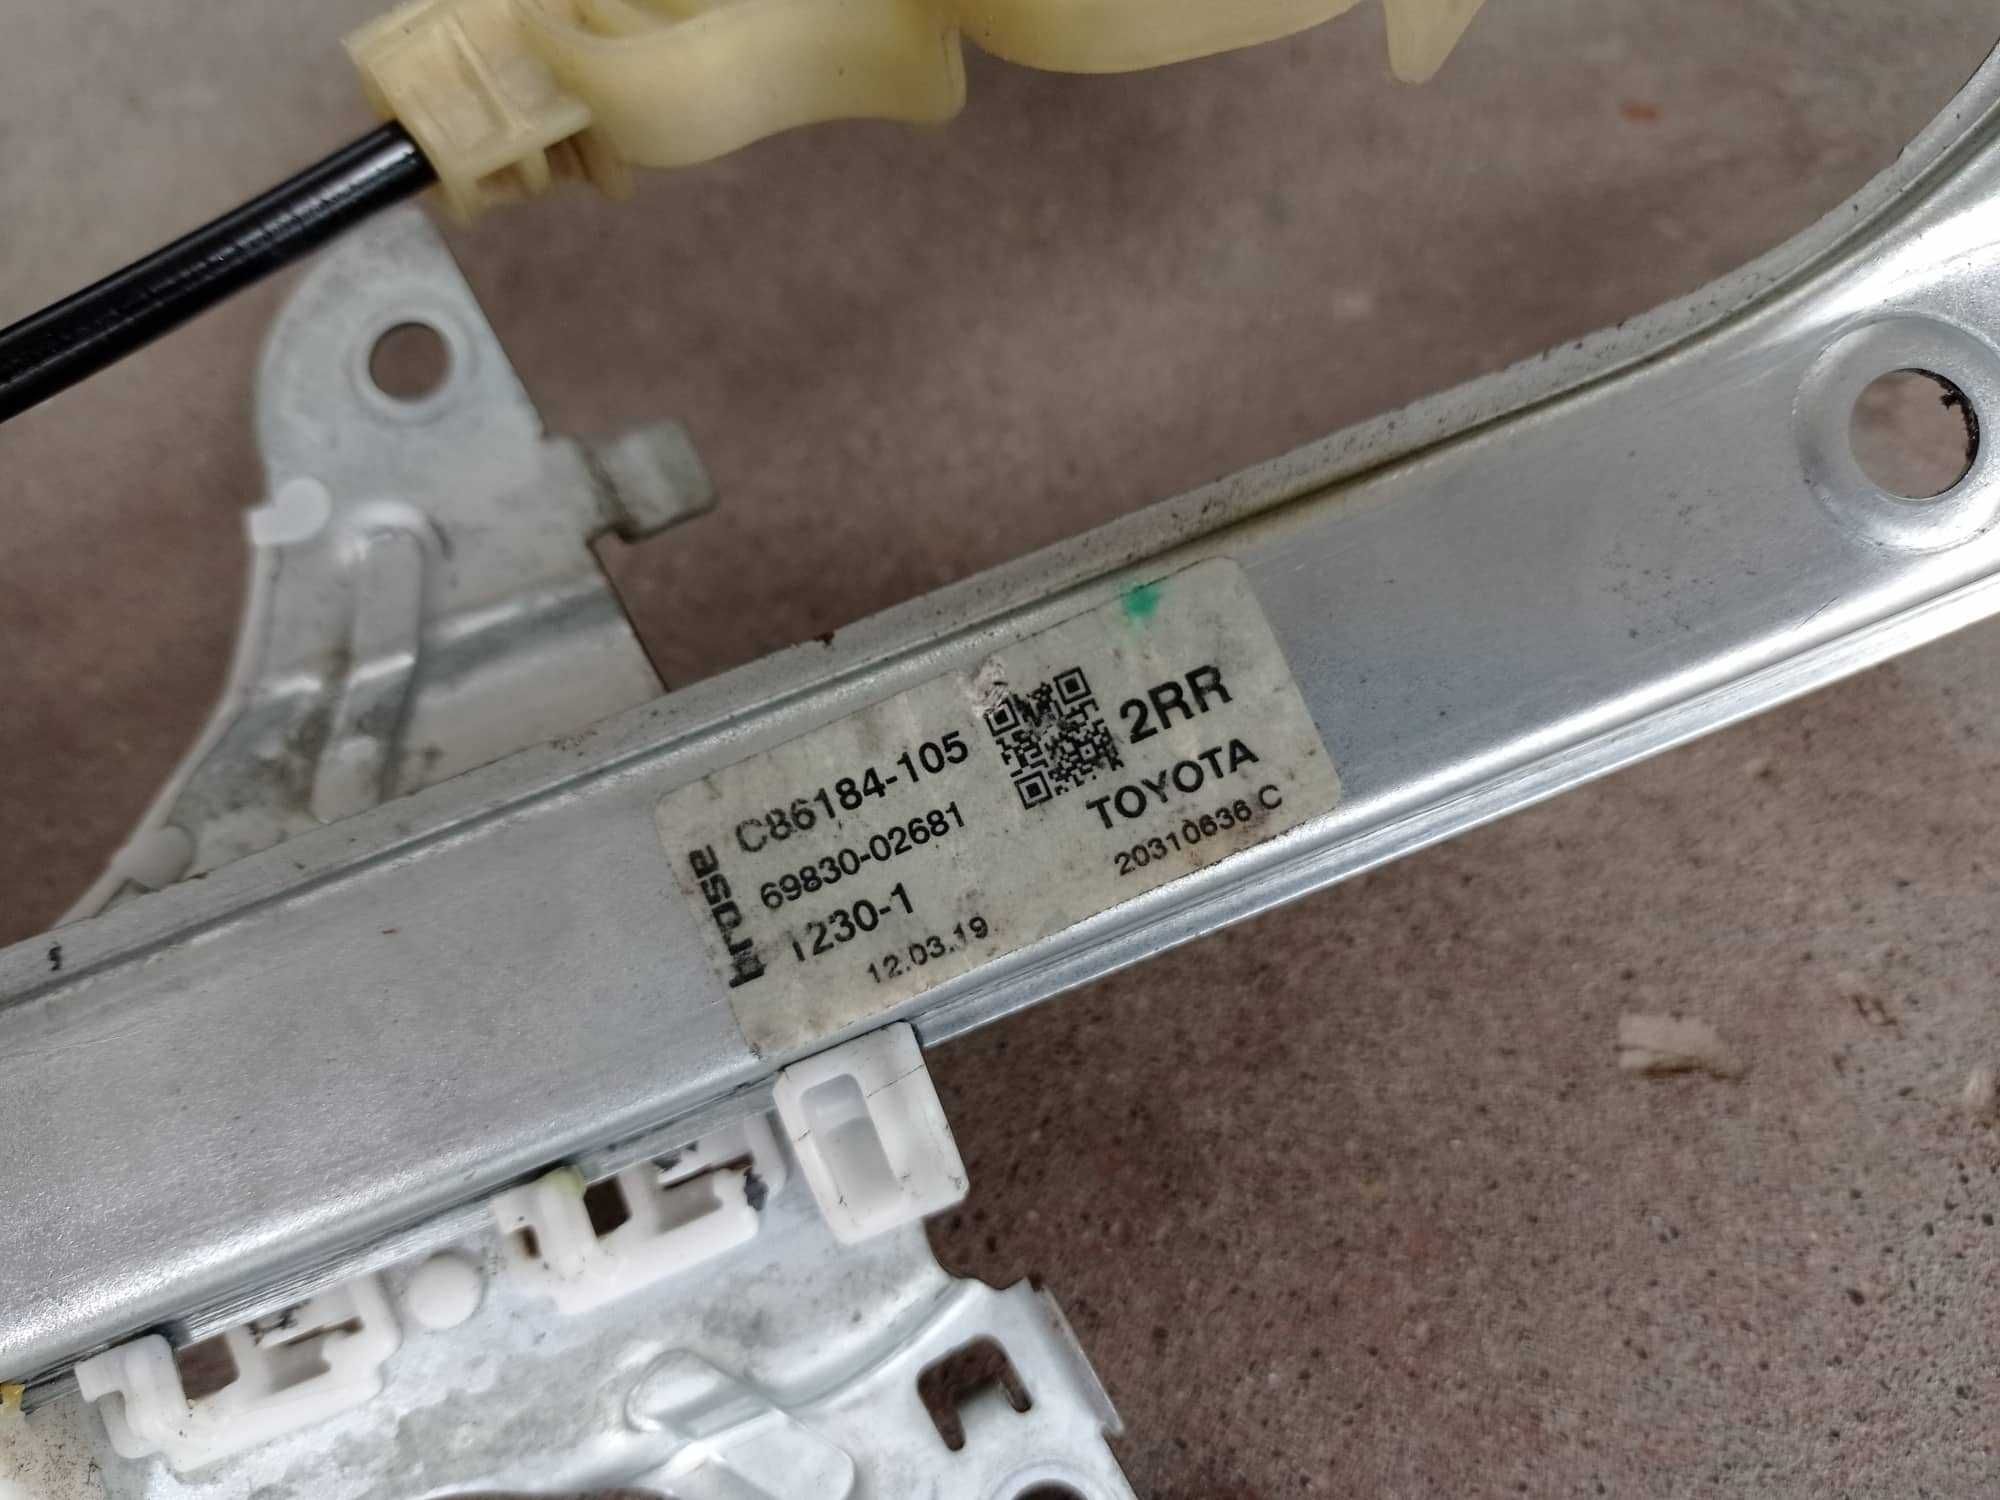 brose
C86184-105
69830-02681
1230-1
12.03.19
2RR
TOYOTA
20310636 C